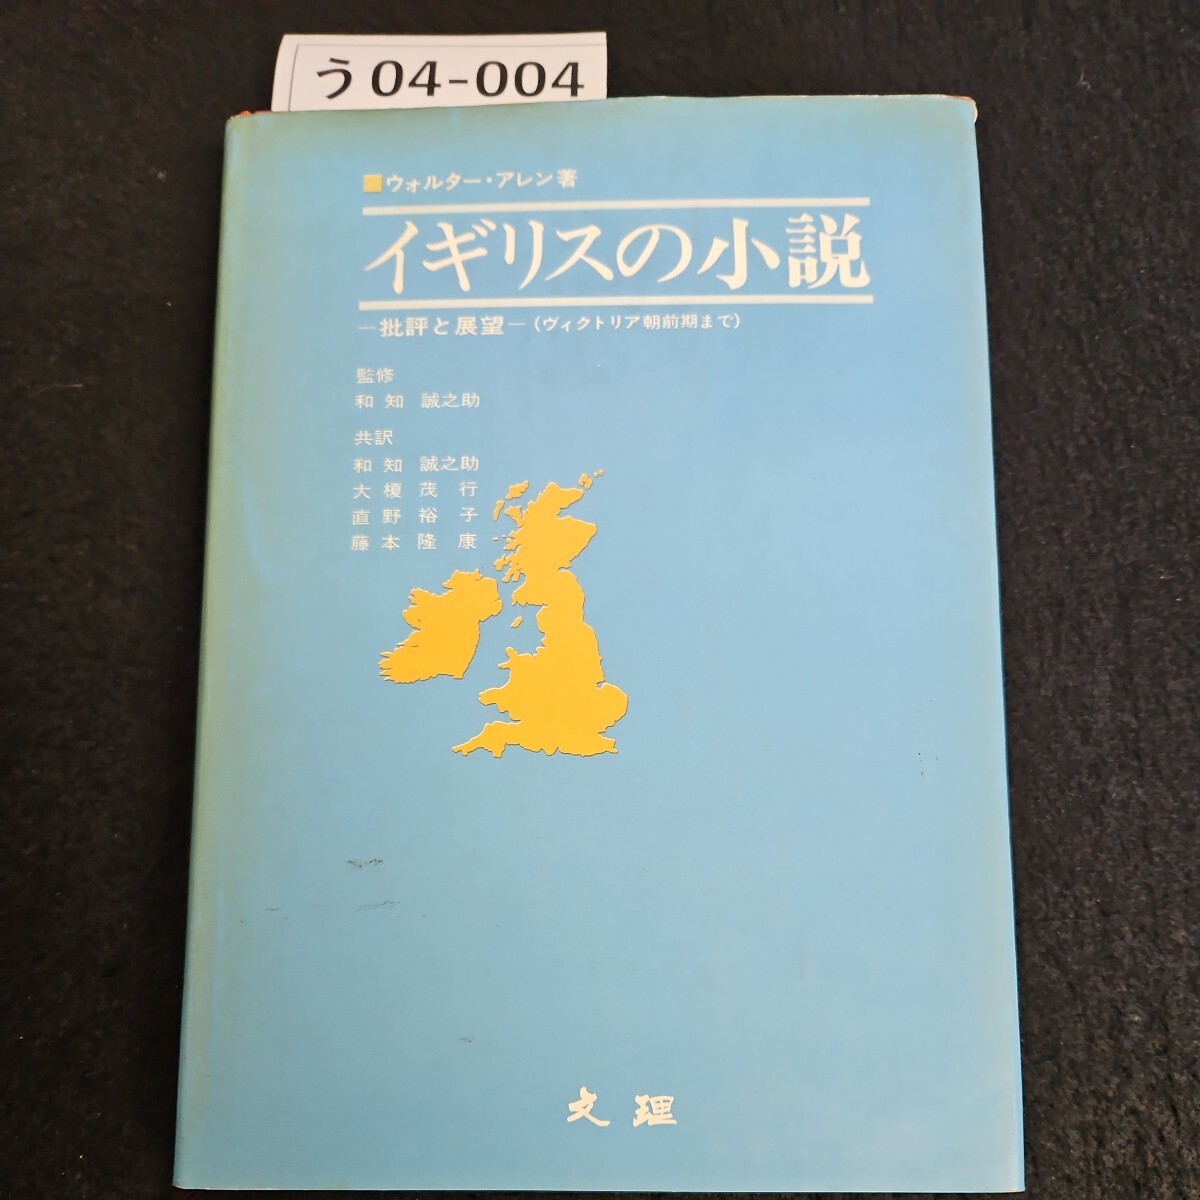 う04-004
■ウォルター・アレン著
イギリスの小説
―批評と展望―(ヴィクトリア朝前期まで)
監修
和知 誠之助
共訳
和知 誠之助
大榎茂行
直野裕子
藤本隆康
文理